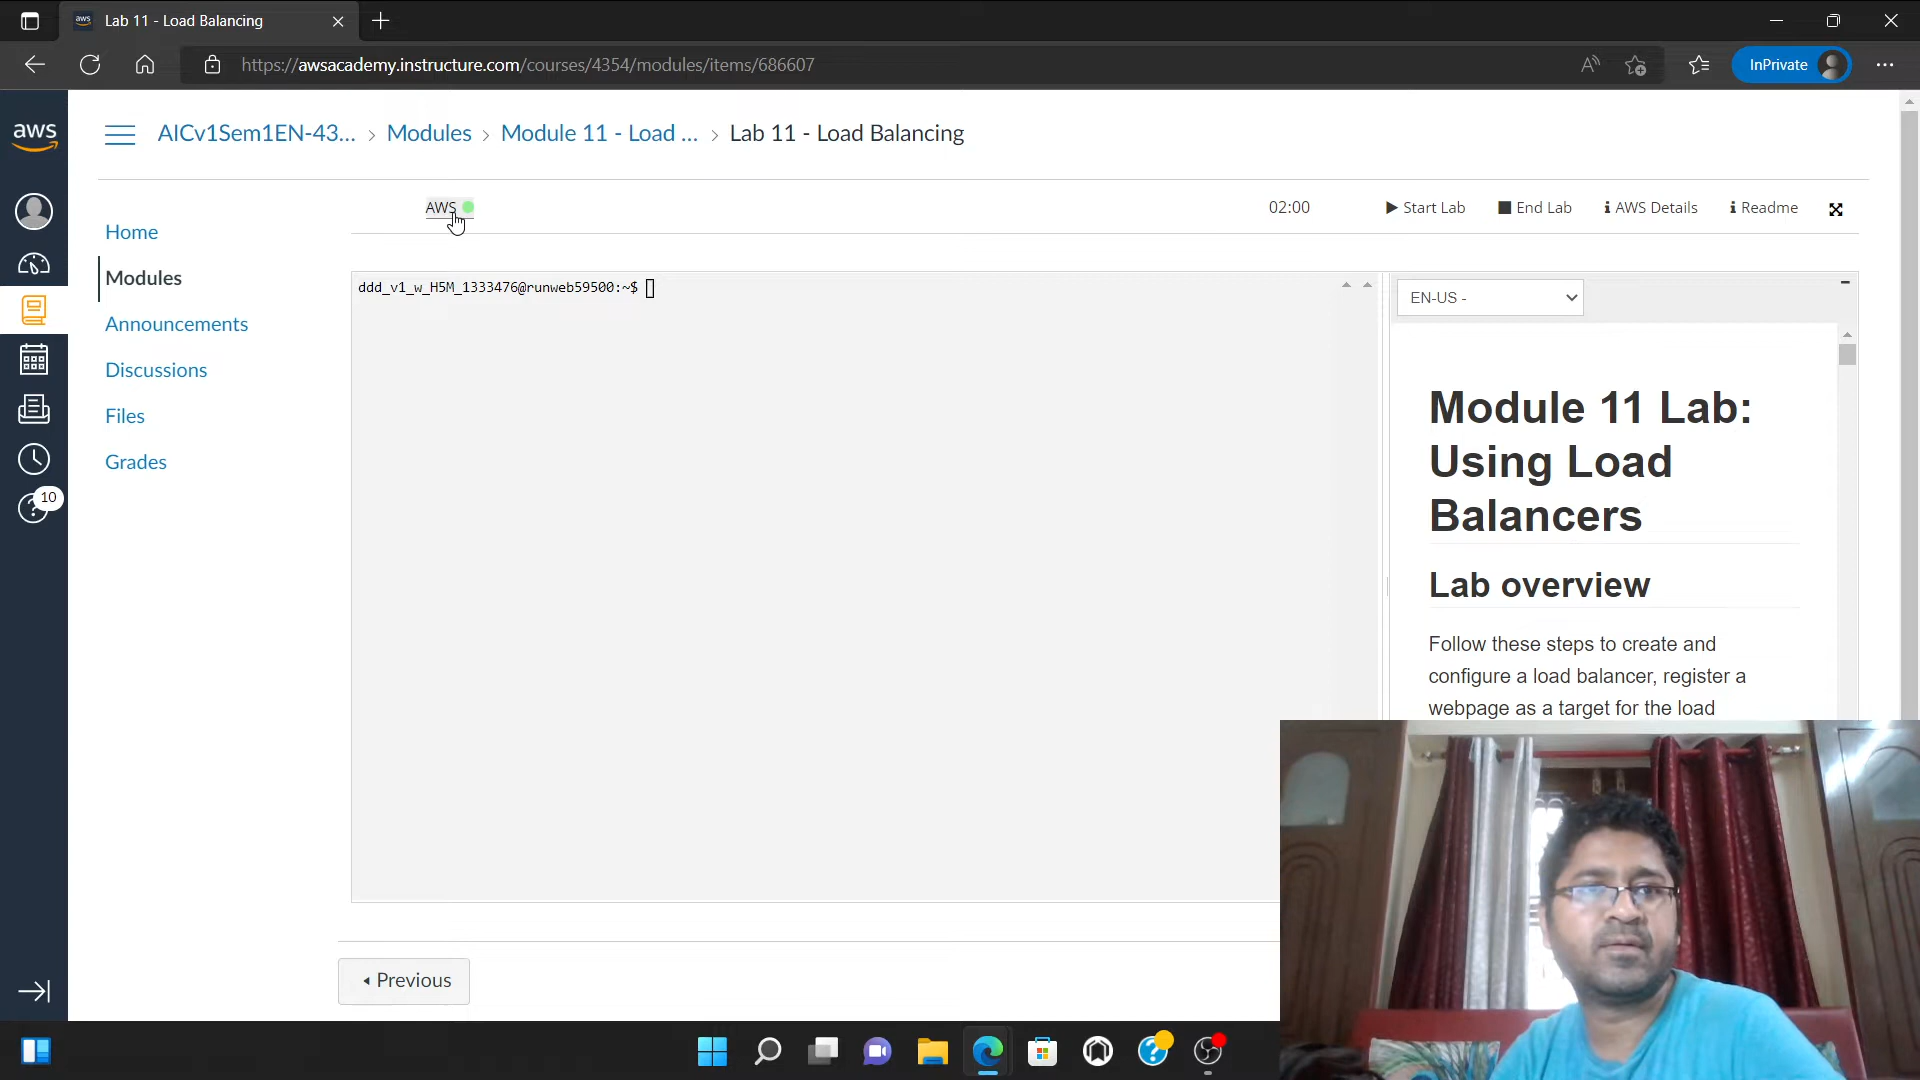 Lab 11 - Load Balancing
https://awsacademy.instructure.com/courses/4354/modules/items/686607
InPrivate
aws
AICv1Sem1EN-43... > Modules > Module 11 - Load ... > Lab 11 - Load Balancing
AWS
02:00
Start Lab
End Lab
AWS Details
Readme
Home
Modules
Announcements
Discussions
Files
Grades
10
ddd_v1_w_H5M_1333476@runweb59500:~$
EN-US -
Module 11 Lab:
Using Load
Balancers
Lab overview
Follow these steps to create and
configure a load balancer, register a
webpage as a target for the load
Previous